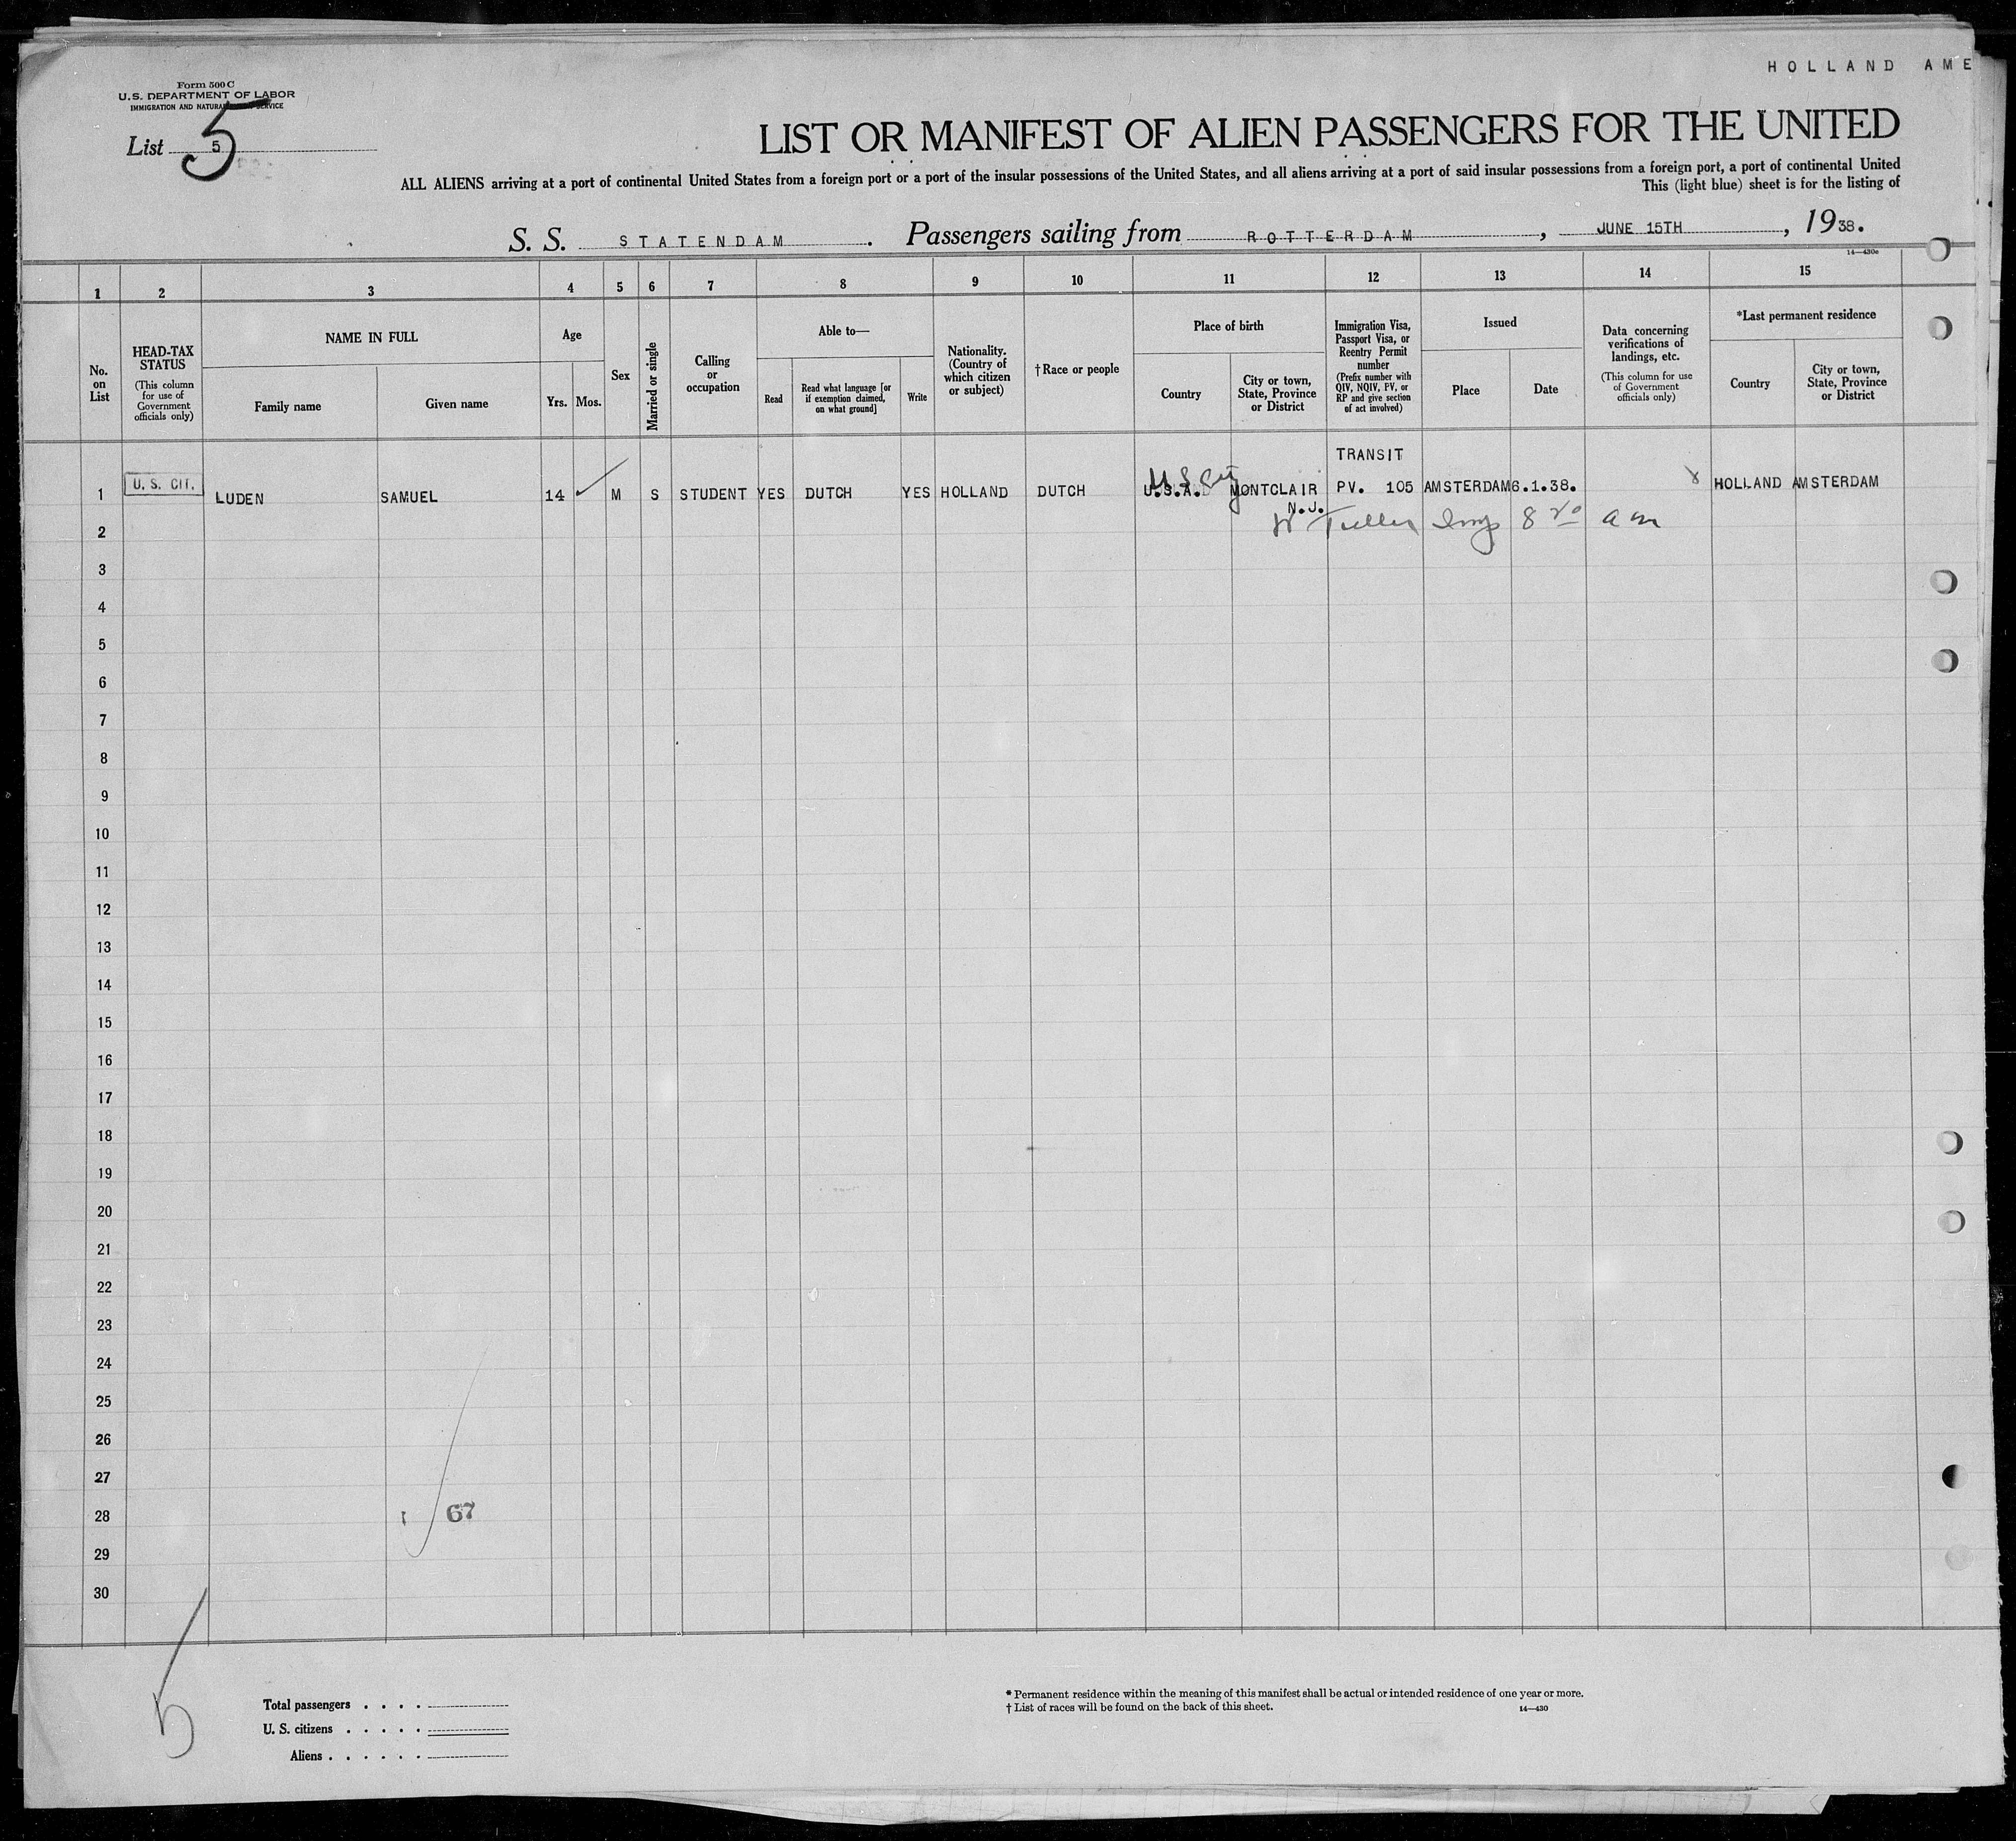 HOLLAND AME
Form 500 C
U. S. DEPARTMENT OF LABOR
IMMIGRATION AND NATURA SERVICE
List 5
5
LIST OR MANIFEST OF ALIEN PASSENGERS FOR THE UNITED
ALL ALIENS arriving at a port of continental United States from a foreign port or a port of the insular possessions of the United States, and all aliens arriving at a port of said insular possessions from a foreign port, a port of continental United
This (light blue) sheet is for the listing of
S. S. STATENDAM. Passengers sailing from ROTTERDAM, JUNE 15TH, 1938.
14—430c
1 2 3 4 5 6 7 8 9 10 11 12 13 14 15
No. on List
HEAD-TAX STATUS
(This column for use of Government officials only)
NAME IN FULL
Family name
Given name
Age
Yrs.
Mos.
Sex
Married or single
Calling or occupation
Able to—
Read
Read what language [or if exemption claimed, on what ground]
Write
Nationality. (Country of which citizen or subject)
† Race or people
Place of birth
Country
City or town, State, Province or District
Immigration Visa, Passport Visa, or Reentry Permit number
(Prefix number with QIV, NQIV, PV, or RP and give section of act involved)
Issued
Place
Date
Data concerning verifications of landings, etc.
(This column for use of Government officials only)
*Last permanent residence
Country
City or town, State, Province or District
TRANSIT
U S Cit
1 U. S. CIT. LUDEN SAMUEL 14 M S STUDENT YES DUTCH YES HOLLAND DUTCH U.S.A. MONTCLAIR PV. 105 AMSTERDAM 6.1.38. HOLLAND AMSTERDAM
N.J.
2
3
4
5
6
7
8
9
10
11
12
13
14
15
16
17
18
19
20
21
22
23
24
25
26
27
28 67
29
30
5
Total passengers . . . .
U. S. citizens . . . . .
Aliens . . . . . .
* Permanent residence within the meaning of this manifest shall be actual or intended residence of one year or more.
† List of races will be found on the back of this sheet.
14—430